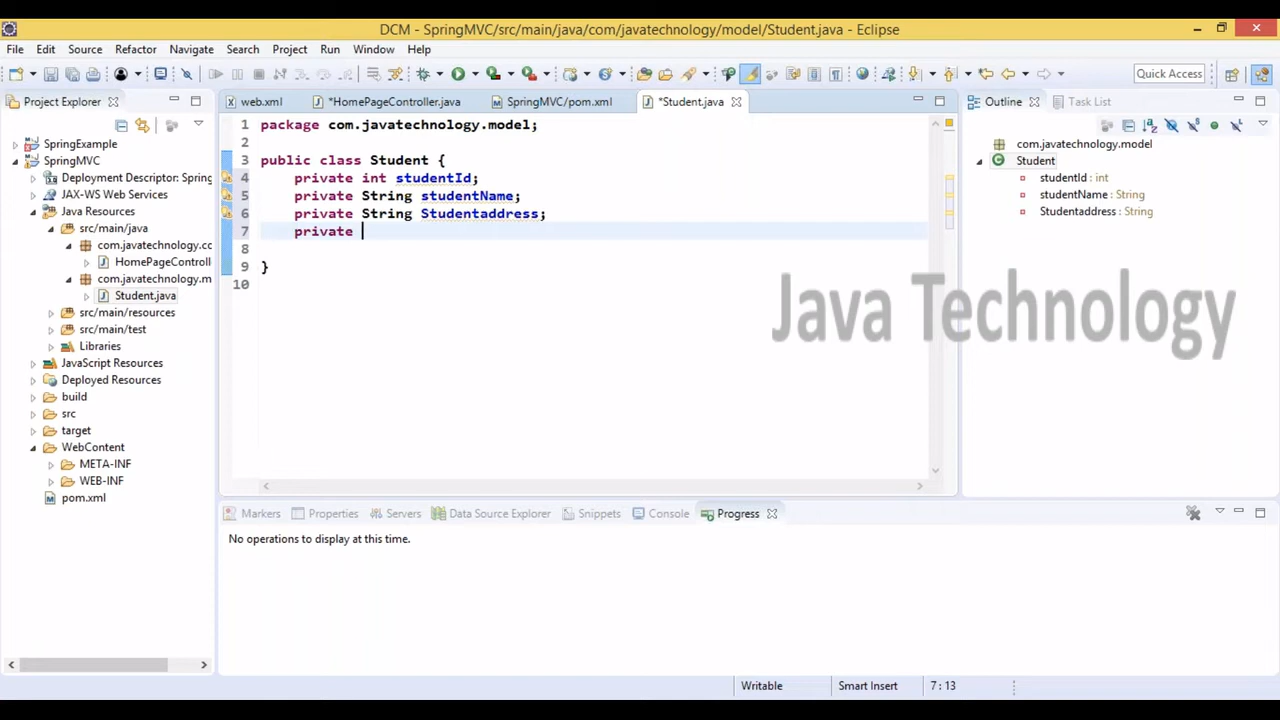 DCM - SpringMVC/src/main/java/com/javatechnology/model/Student.java - Eclipse
File Edit Source Refactor Navigate Search Project Run Window Help
Quick Access
Project Explorer
SpringExample
SpringMVC
Deployment Descriptor: Spring
JAX-WS Web Services
Java Resources
src/main/java
com.javatechnology.cc
HomePageControll
com.javatechnology.m
Student.java
src/main/resources
src/main/test
Libraries
JavaScript Resources
Deployed Resources
build
src
target
WebContent
META-INF
WEB-INF
pom.xml
web.xml *HomePageController.java SpringMVC/pom.xml *Student.java
1 package com.javatechnology.model;
2
3 public class Student {
4 private int studentId;
5 private String studentName;
6 private String Studentaddress;
7 private
8
9 }
10
Java Technology
Outline Task List
com.javatechnology.model
Student
studentId : int
studentName : String
Studentaddress : String
Markers Properties Servers Data Source Explorer Snippets Console Progress
No operations to display at this time.
Writable Smart Insert 7 : 13